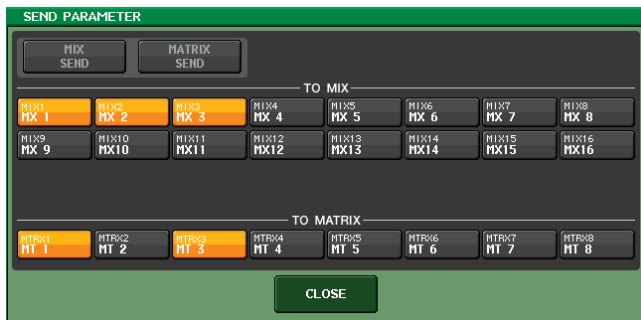 SEND PARAMETER
MIX SEND
MATRIX SEND
TO MIX
MIX1 MIX2 MIX3 MIX4 MIX5 MIX6 MIX7 MIX8
MX 1 MX 2 MX 3 MX 4 MX 5 MX 6 MX 7 MX 8
MIX9 MIX10 MIX11 MIX12 MIX13 MIX14 MIX15 MIX16
MX 9 MX10 MX11 MX12 MX13 MX14 MX15 MX16
TO MATRIX
MTRX1 MTRX2 MTRX3 MTRX4 MTRX5 MTRX6 MTRX7 MTRX8
MT 1 MT 2 MT 3 MT 4 MT 5 MT 6 MT 7 MT 8
CLOSE